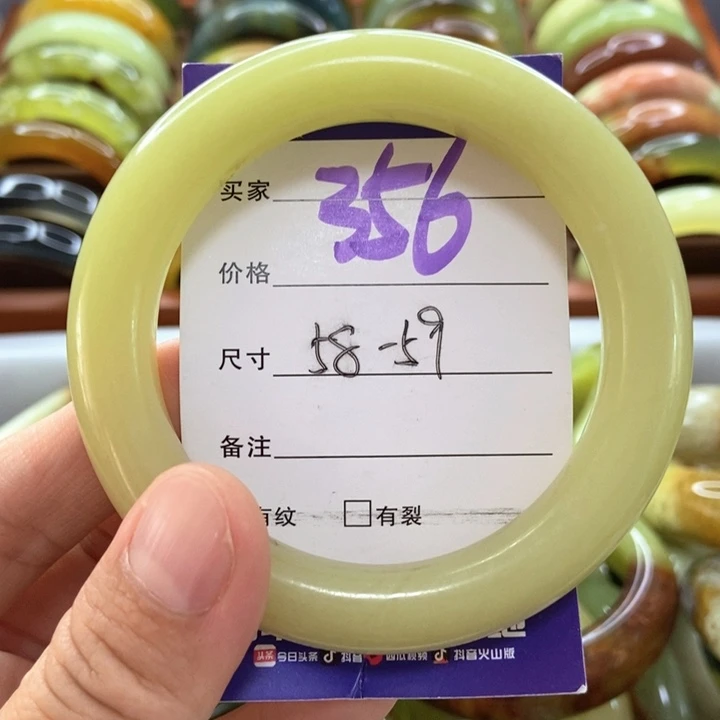 买家 356
价格
尺寸 58-59
备注
有纹 □有裂
今日头条 抖音 西瓜视频 抖音火山版